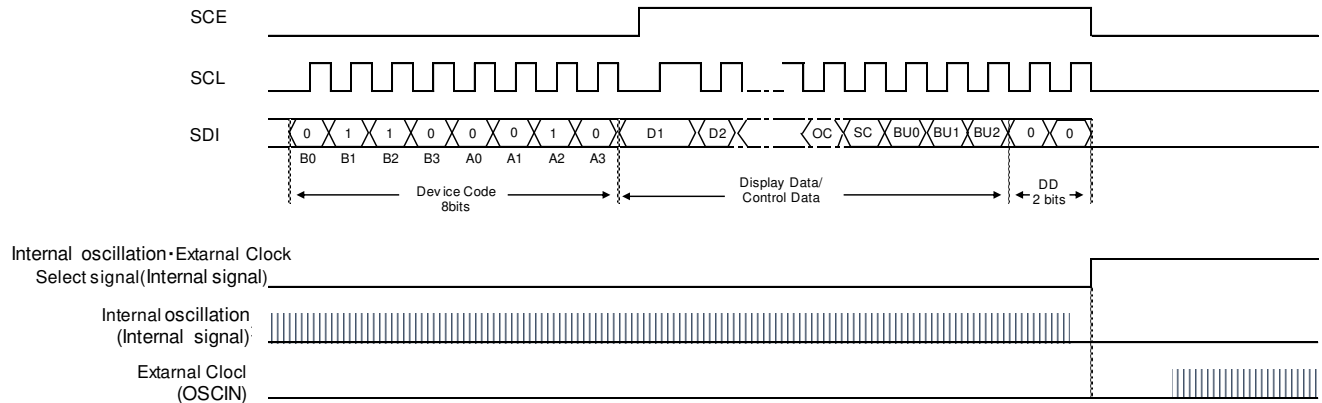 SCE
SCL
SDI
0 1 1 0 0 0 1 0 D1 D2 OC SC BU0 BU1 BU2 0 0
B0 B1 B2 B3 A0 A1 A2 A3
Device Code
8bits
Display Data/
Control Data
DD
2 bits
Internal oscillation・Extarnal Clock
Select signal(Internal signal)
Internal oscillation
(Internal signal)
Extarnal Clocl
(OSCIN)